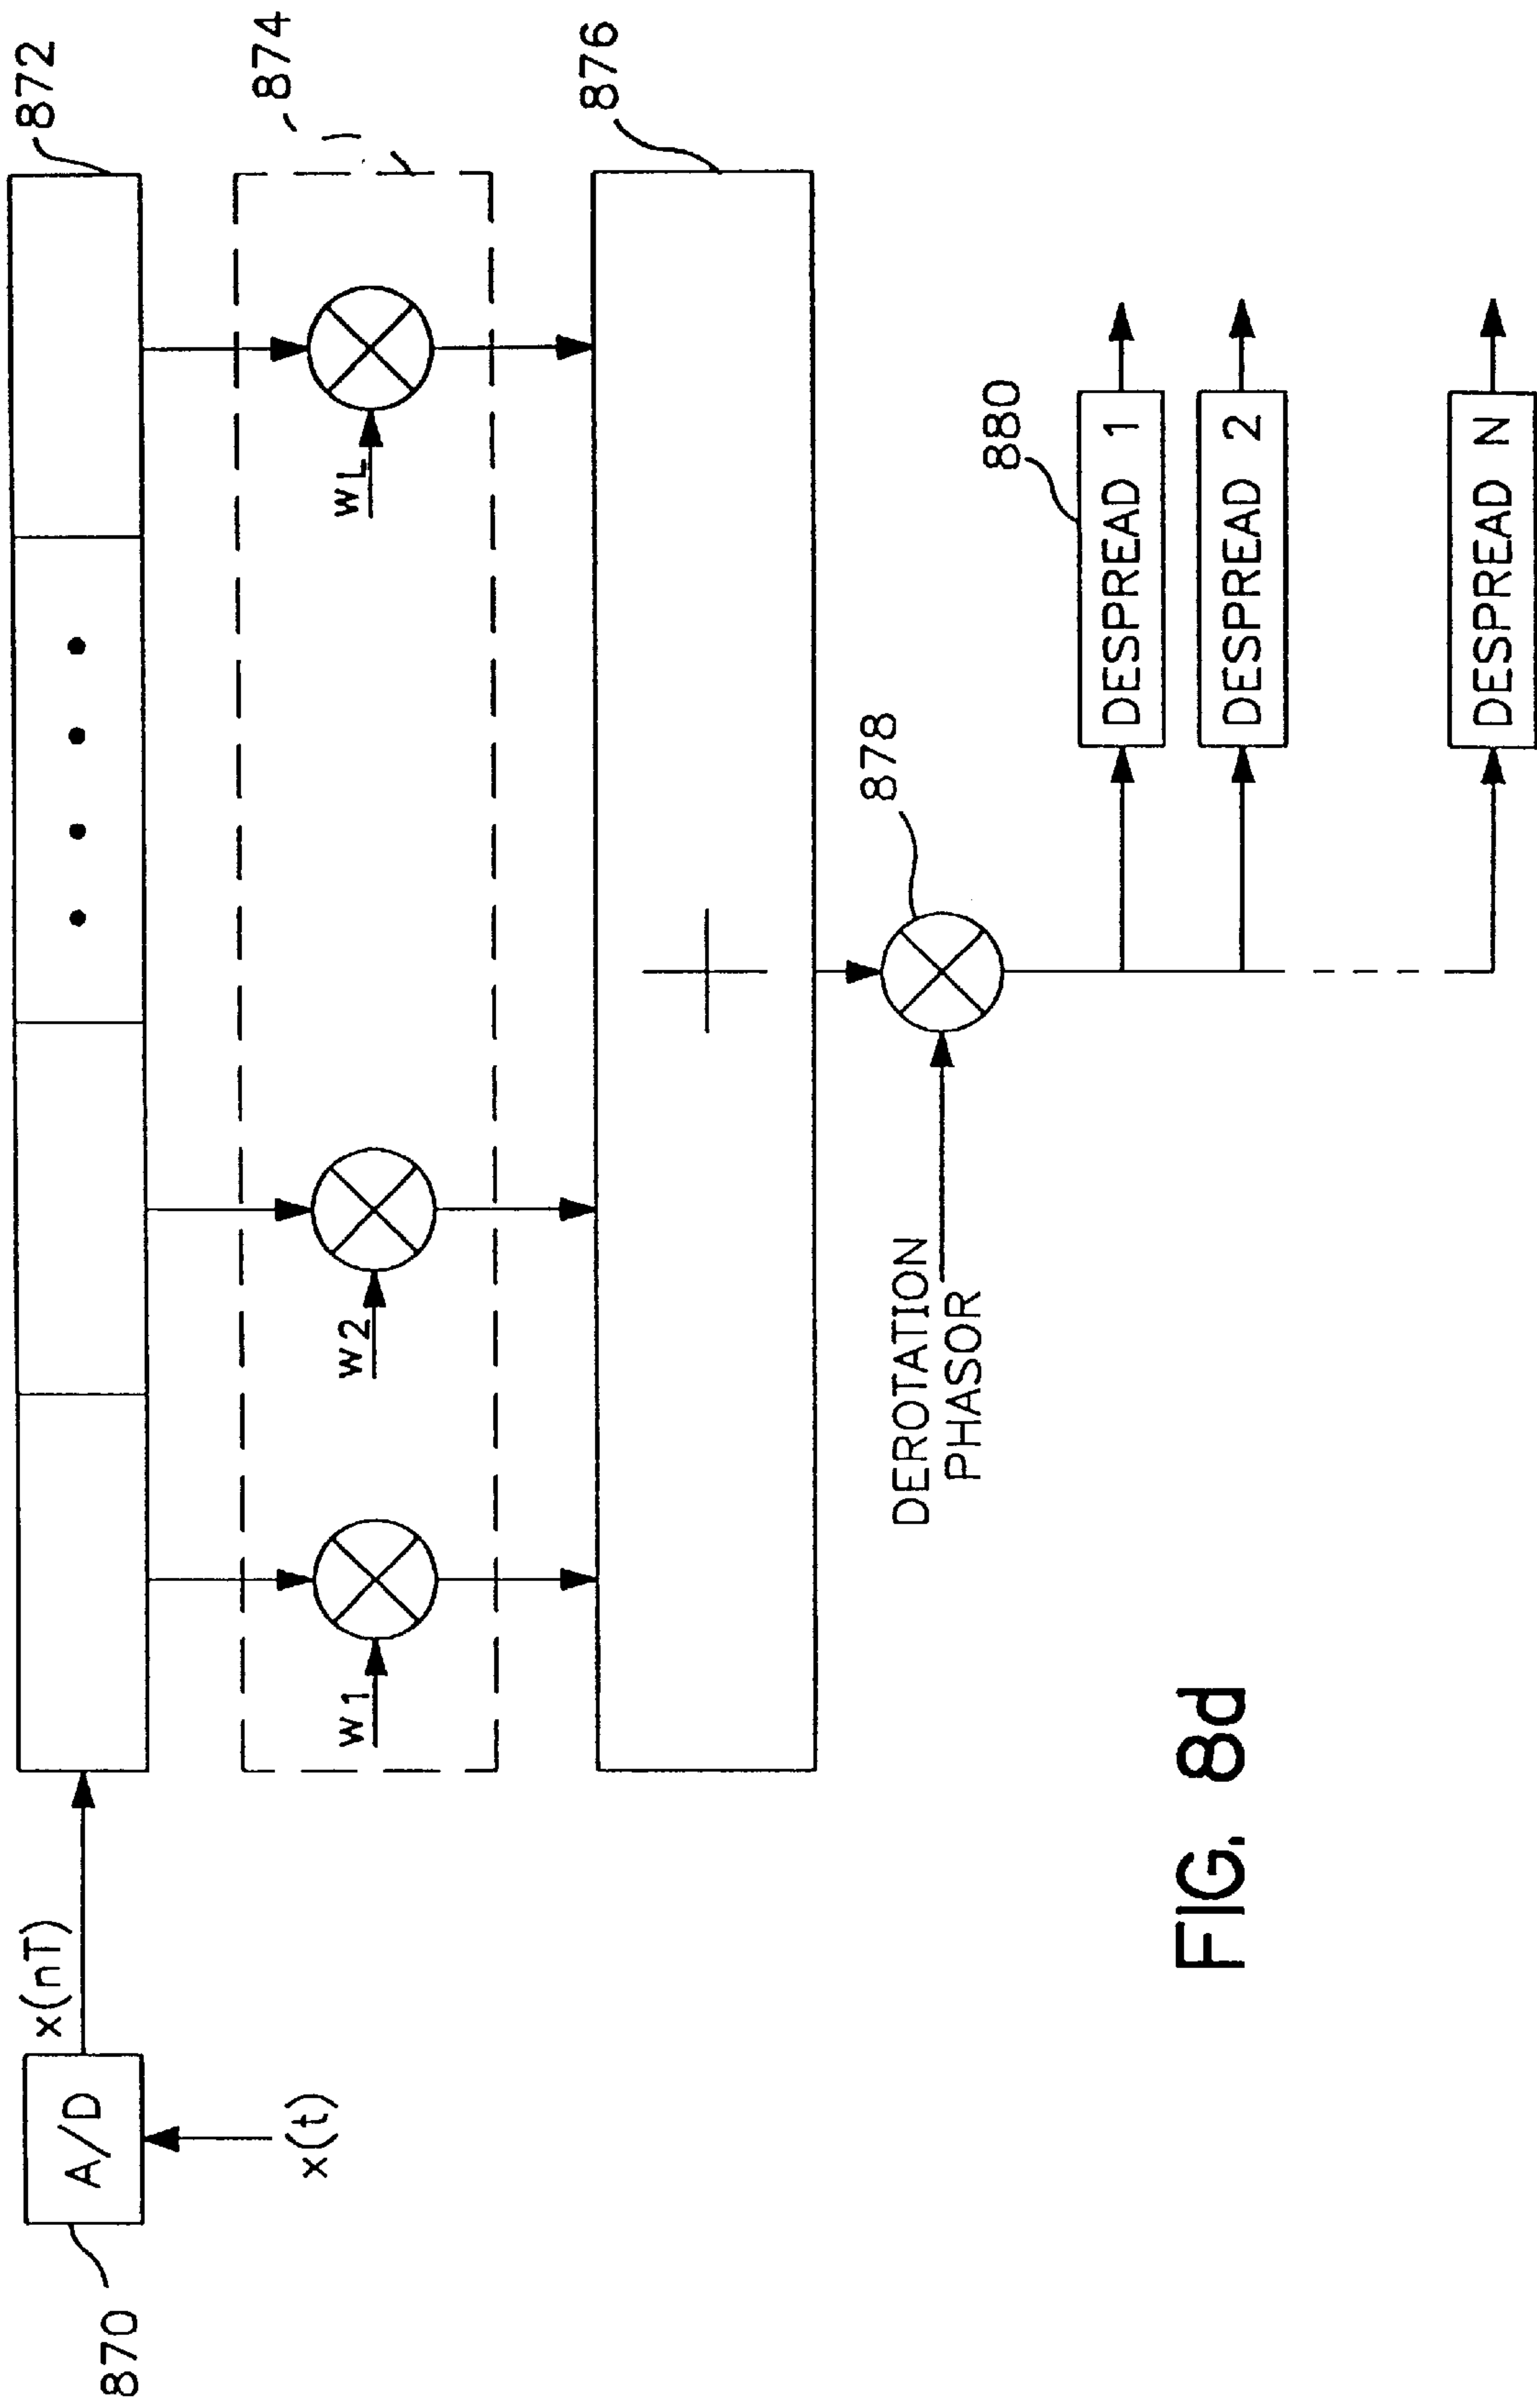 870
A/D
x(t)
x(nT)
872
w1
w2
wL
874
876
DEROTATION
PHASOR
878
880
DESPREAD 1
DESPREAD 2
DESPREAD N
FIG. 8d